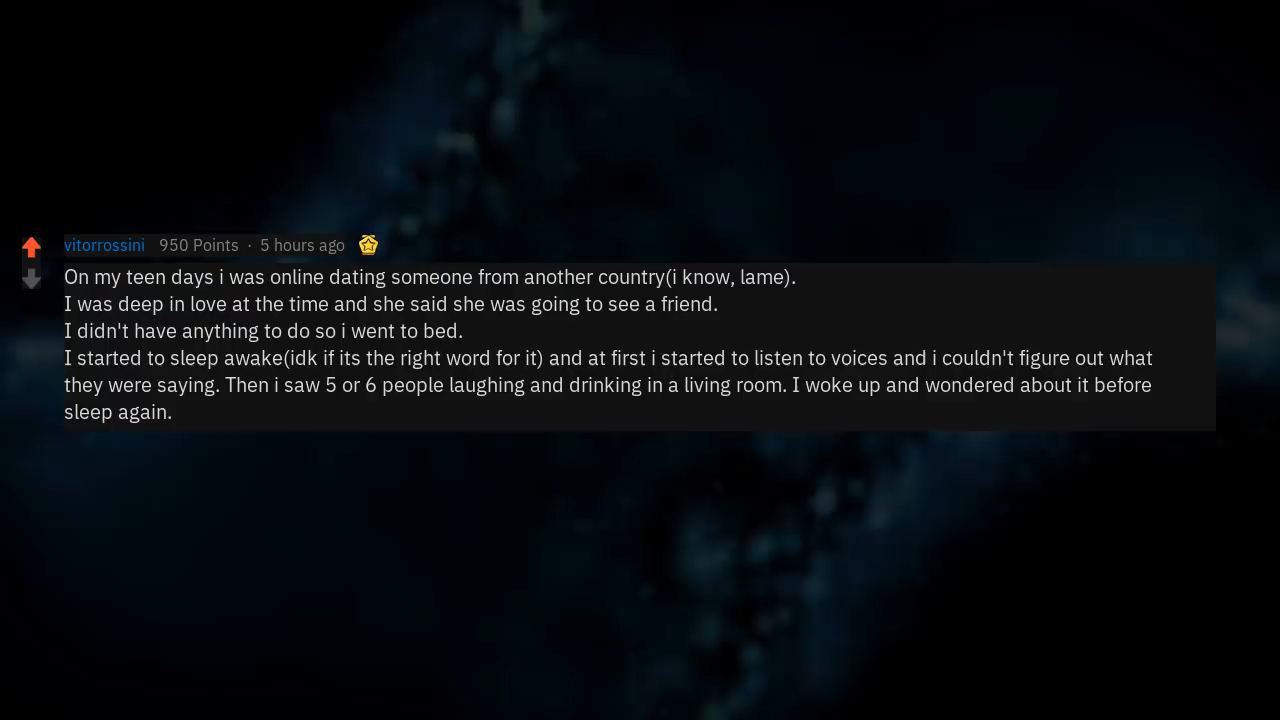 vitorrossini 950 Points · 5 hours ago
On my teen days i was online dating someone from another country(i know, lame).
I was deep in love at the time and she said she was going to see a friend.
I didn't have anything to do so i went to bed.
I started to sleep awake(idk if its the right word for it) and at first i started to listen to voices and i couldn't figure out what
they were saying. Then i saw 5 or 6 people laughing and drinking in a living room. I woke up and wondered about it before
sleep again.